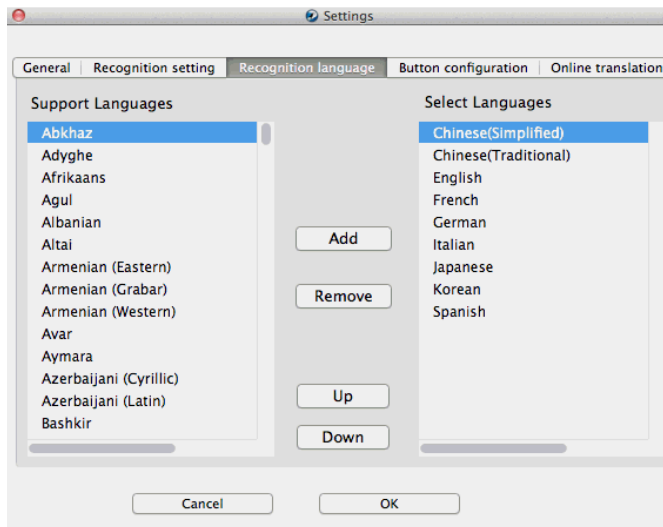 Settings
General
Recognition setting
Recognition language
Button configuration
Online translation
Support Languages
Abkhaz
Adyghe
Afrikaans
Agul
Albanian
Altai
Armenian (Eastern)
Armenian (Grabar)
Armenian (Western)
Avar
Aymara
Azerbaijani (Cyrillic)
Azerbaijani (Latin)
Bashkir
Add
Remove
Up
Down
Select Languages
Chinese(Simplified)
Chinese(Traditional)
English
French
German
Italian
Japanese
Korean
Spanish
Cancel
OK